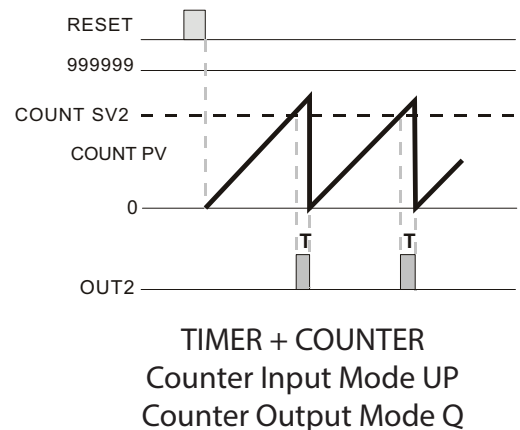 RESET
999999
COUNT SV2
COUNT PV
0
T T
OUT2
TIMER + COUNTER
Counter Input Mode UP
Counter Output Mode Q